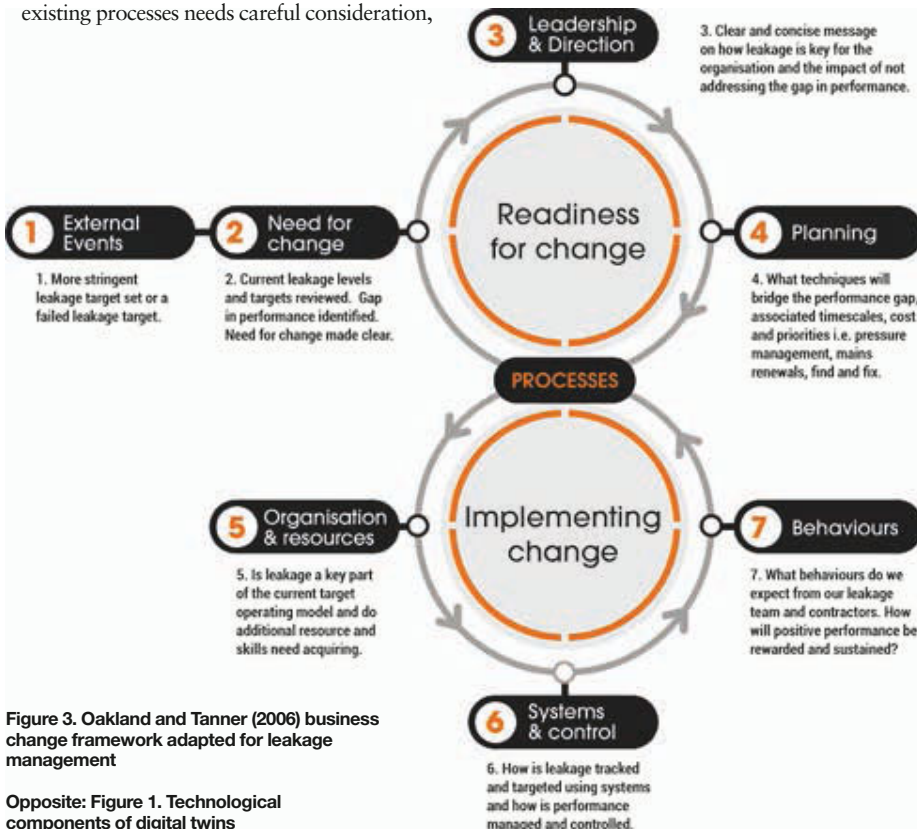 existing processes needs careful consideration,
3 Leadership
& Direction
3. Clear and concise message
on how leakage is key for the
organisation and the impact of not
addressing the gap in performance.
Readiness
for change
1 External
Events
1. More stringent
leakage target set or a
failed leakage target.
2 Need for
change
2. Current leakage levels
and targets reviewed. Gap
in performance identified.
Need for change made clear.
4 Planning
4. What techniques will
bridge the performance gap,
associated timescales, cost
and priorities i.e. pressure
management, mains
renewals, find and fix.
PROCESSES
Implementing
change
5 Organisation
& resources
5. Is leakage a key part
of the current target
operating model and do
additional resource and
skills need acquiring.
7 Behaviours
7. What behaviours do we
expect from our leakage
team and contractors. How
will positive performance be
rewarded and sustained?
6 Systems
& control
6. How is leakage tracked
and targeted using systems
and how is performance
managed and controlled.
Figure 3. Oakland and Tanner (2006) business
change framework adapted for leakage
management
Opposite: Figure 1. Technological
components of digital twins